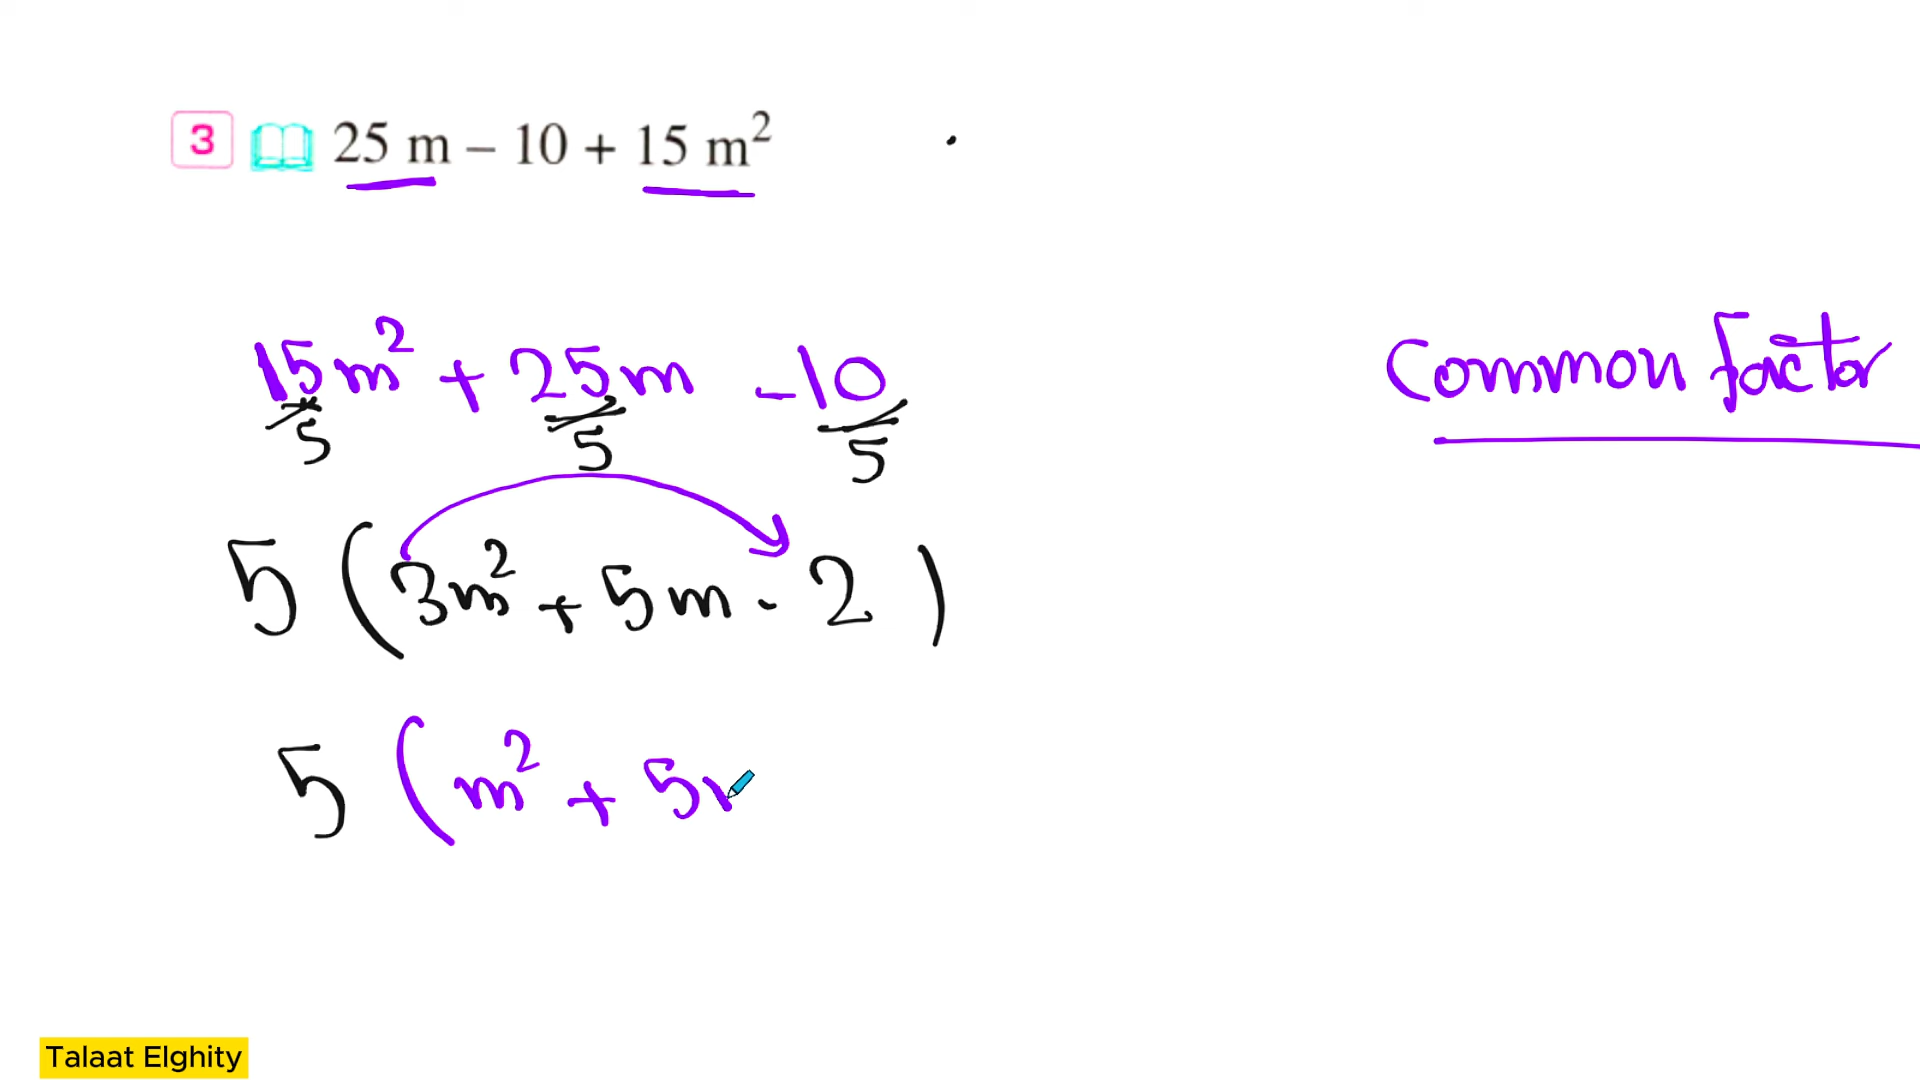 3 25 m – 10 + 15 m²
15m² + 25m - 10
5 5 5
common factor
5 (3m² + 5m - 2)
5 (m² + 5
Talaat Elghity